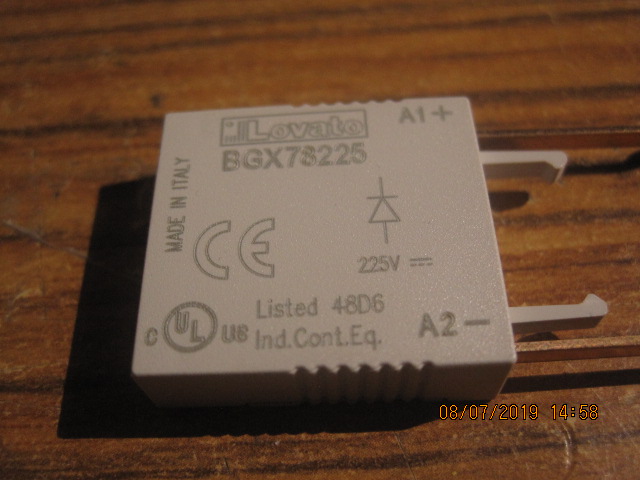 Lovato
A1+
BGX78225
MADE IN ITALY
CE
225V
Listed 48D6
c UL US
Ind.Cont.Eq.
A2−
08/07/2019 14:58